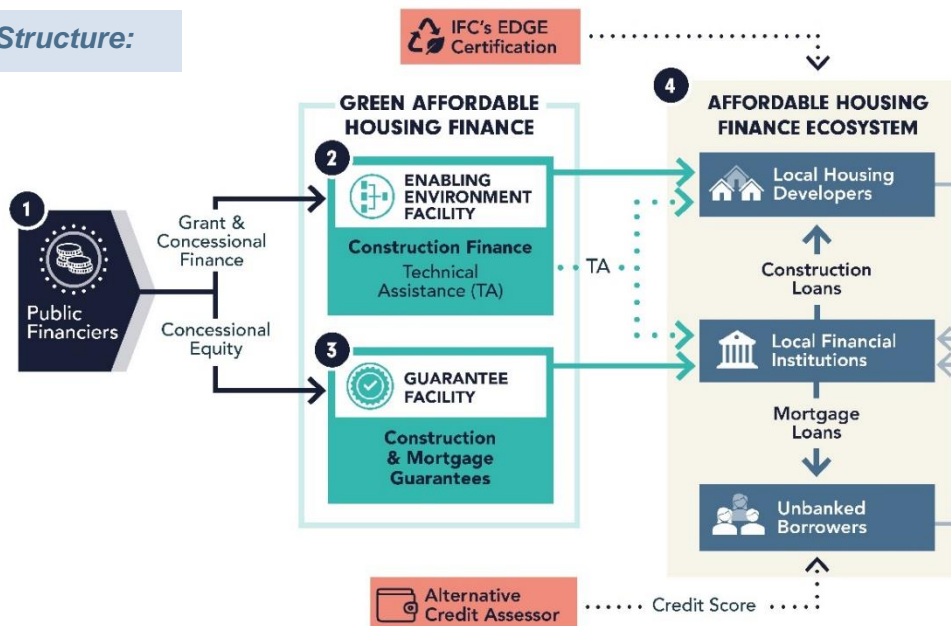 Structure:
IFC's EDGE
Certification
GREEN AFFORDABLE
HOUSING FINANCE
4
AFFORDABLE HOUSING
FINANCE ECOSYSTEM
1
Public
Financiers
Grant &
Concessional
Finance
Concessional
Equity
2
ENABLING
ENVIRONMENT
FACILITY
Construction Finance
Technical
Assistance (TA)
TA
3
GUARANTEE
FACILITY
Construction
& Mortgage
Guarantees
Local Housing
Developers
Construction
Loans
Local Financial
Institutions
Mortgage
Loans
Unbanked
Borrowers
Alternative
Credit Assessor
Credit Score